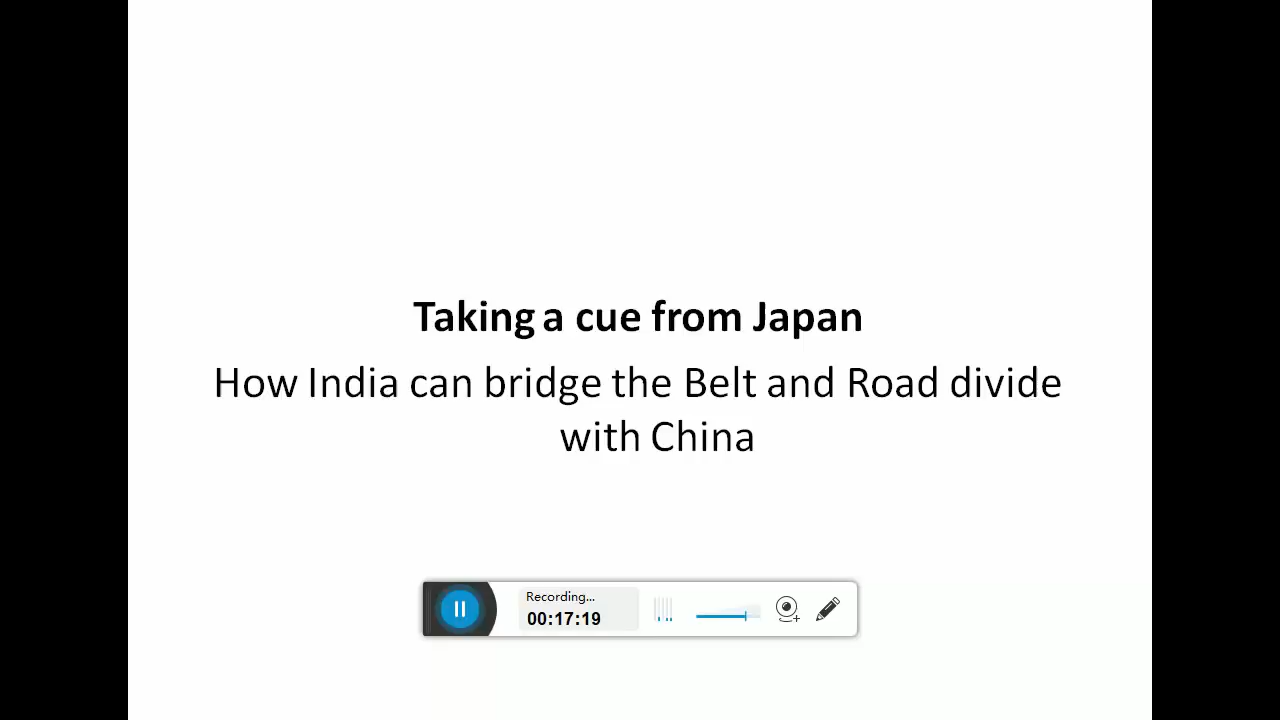 Taking a cue from Japan
How India can bridge the Belt and Road divide
with China
Recording...
00:17:19